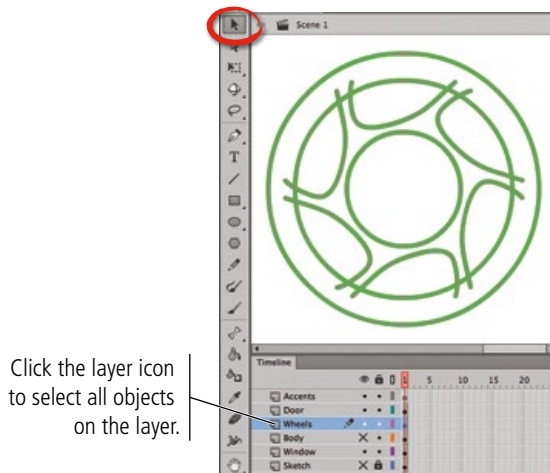 Scene 1
T
Click the layer icon
to select all objects
on the layer.
Timeline
1 5 10 15 20
Accents
Door
Wheels
Body
Window
Sketch